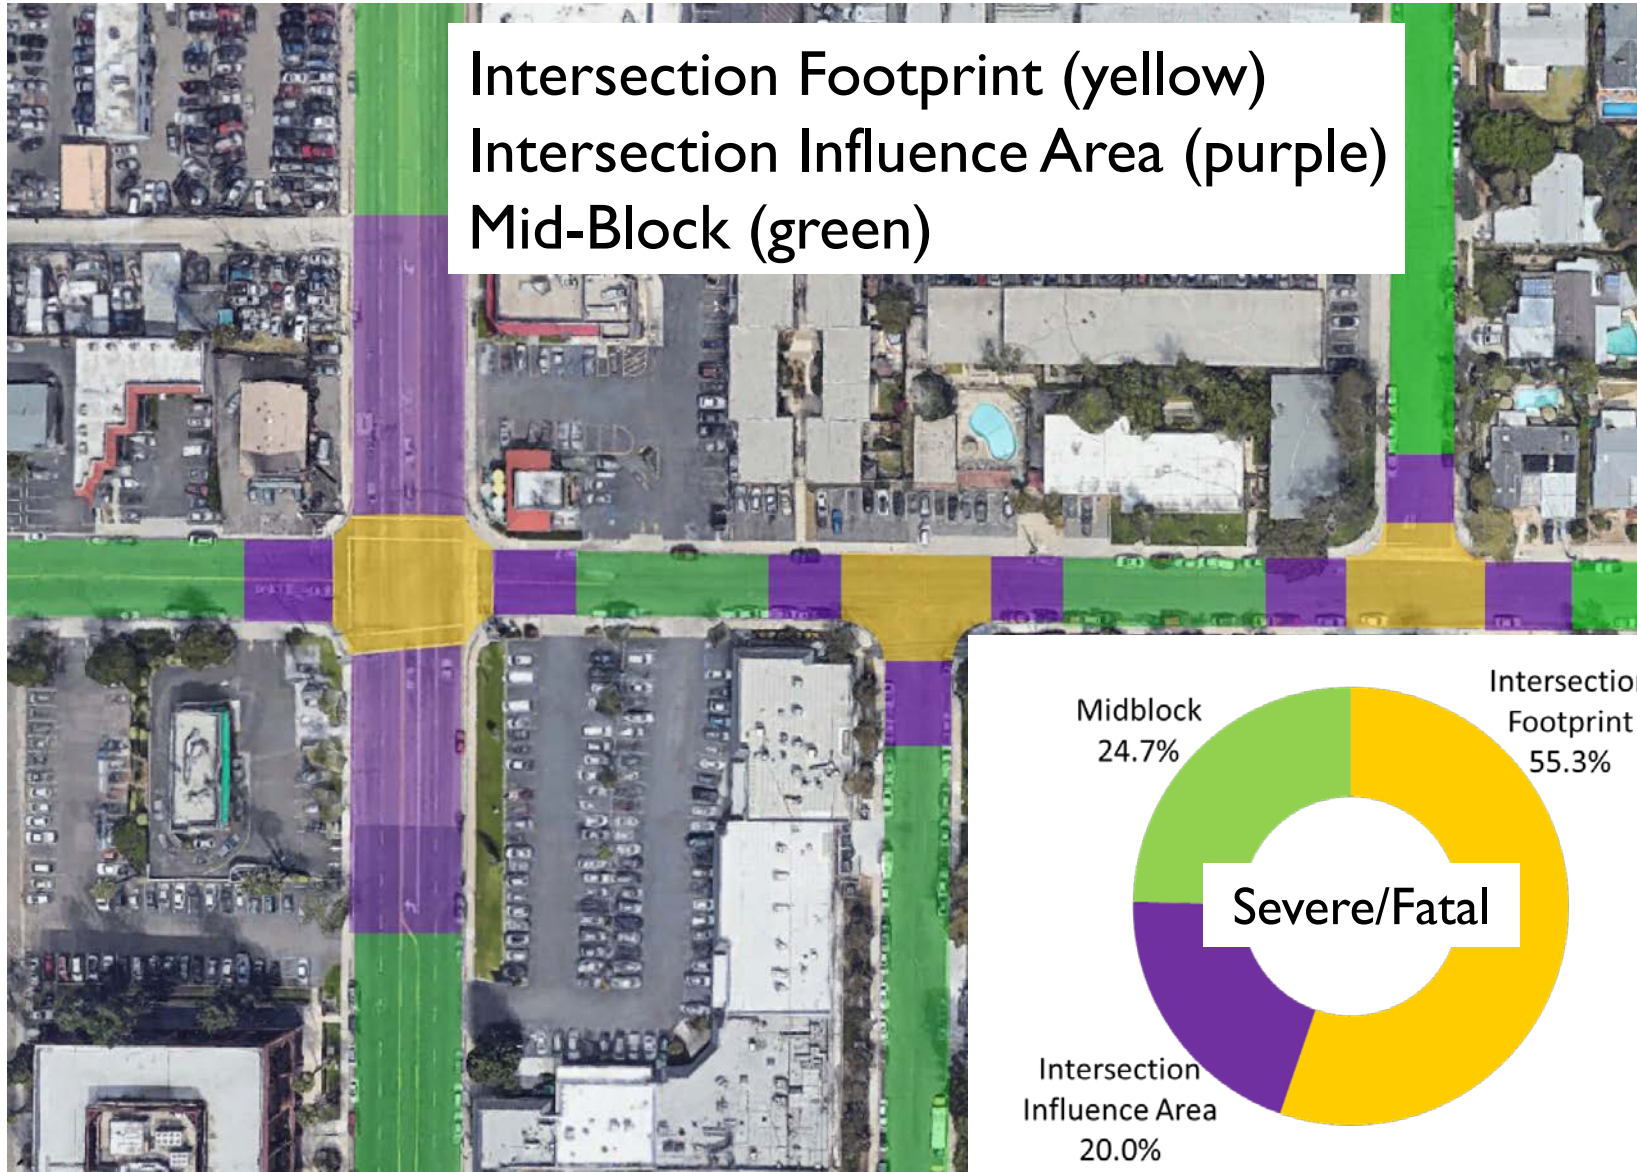 Intersection Footprint (yellow)
Intersection Influence Area (purple)
Mid-Block (green)
Midblock
24.7%
Intersection
Footprint
55.3%
Severe/Fatal
Intersection
Influence Area
20.0%